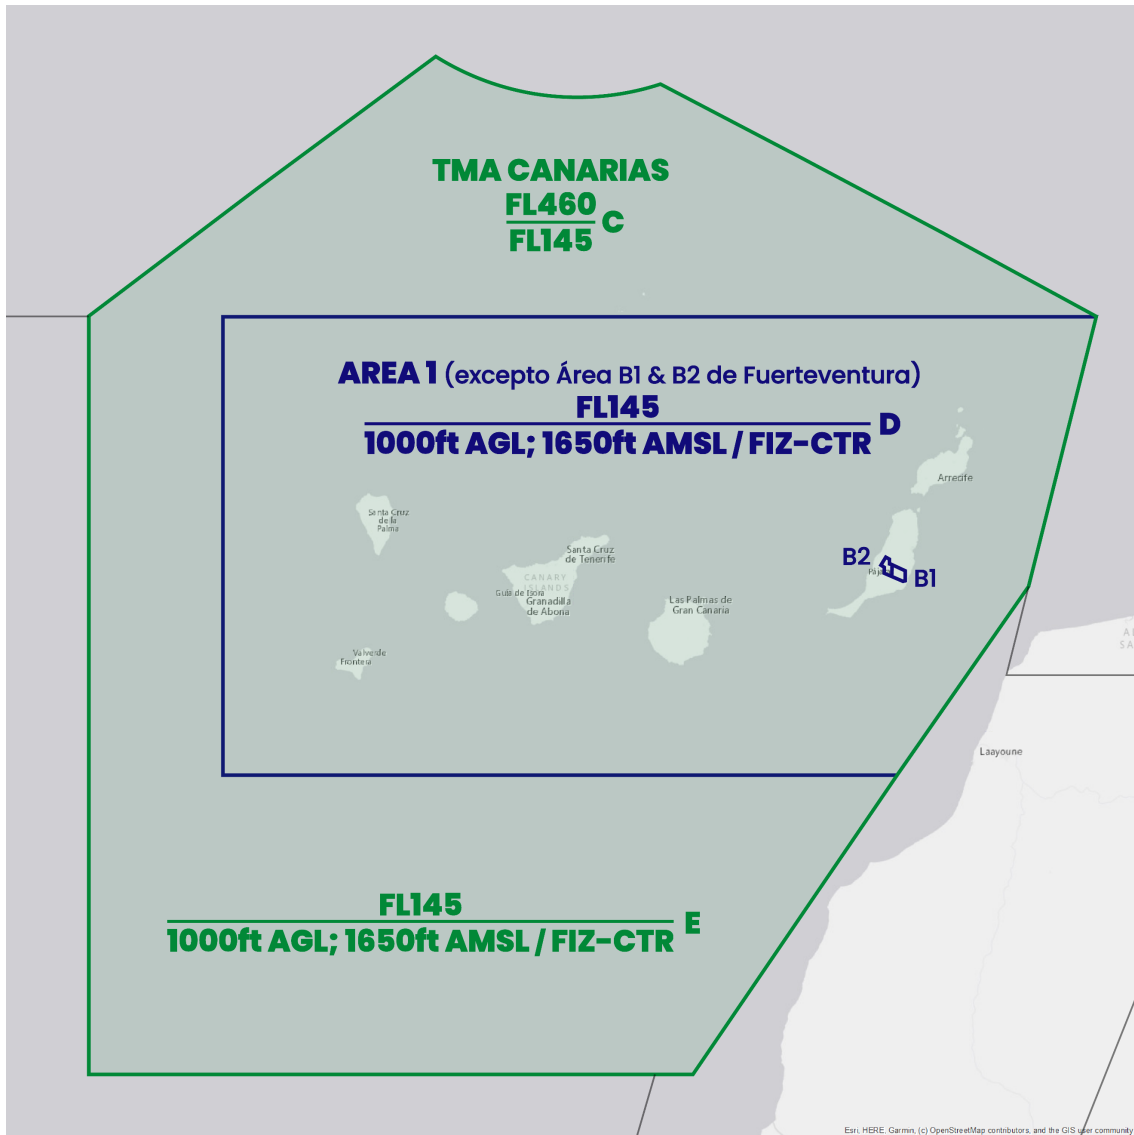 TMA CANARIAS
FL460
FL145 C
AREA 1 (excepto Área B1 & B2 de Fuerteventura)
FL145
1000ft AGL; 1650ft AMSL / FIZ-CTR D
Arrecife
Santa Cruz
de la
Palma
Santa Cruz
de Tenerife
B2
B1
CANARY
ISLANDS
Guía de Isora
Granadilla
de Abona
Las Palmas de
Gran Canaria
Valverde
Frontera
Laayoune
FL145
1000ft AGL; 1650ft AMSL / FIZ-CTR E
Esri, HERE, Garmin, (c) OpenStreetMap contributors, and the GIS user community